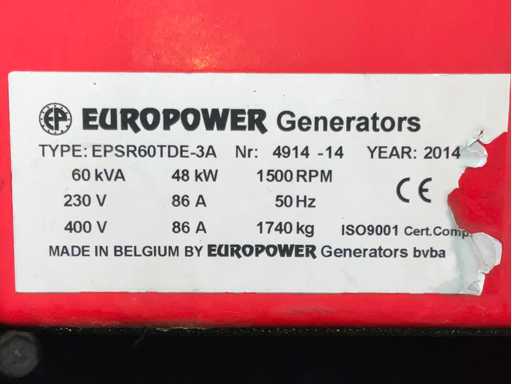 EP EUROPOWER Generators
TYPE: EPSR60TDE-3A Nr: 4914 -14 YEAR: 2014
60 kVA 48 kW 1500 RPM
230 V 86 A 50 Hz CE
400 V 86 A 1740 kg ISO9001 Cert.Comp.
MADE IN BELGIUM BY EUROPOWER Generators bvba